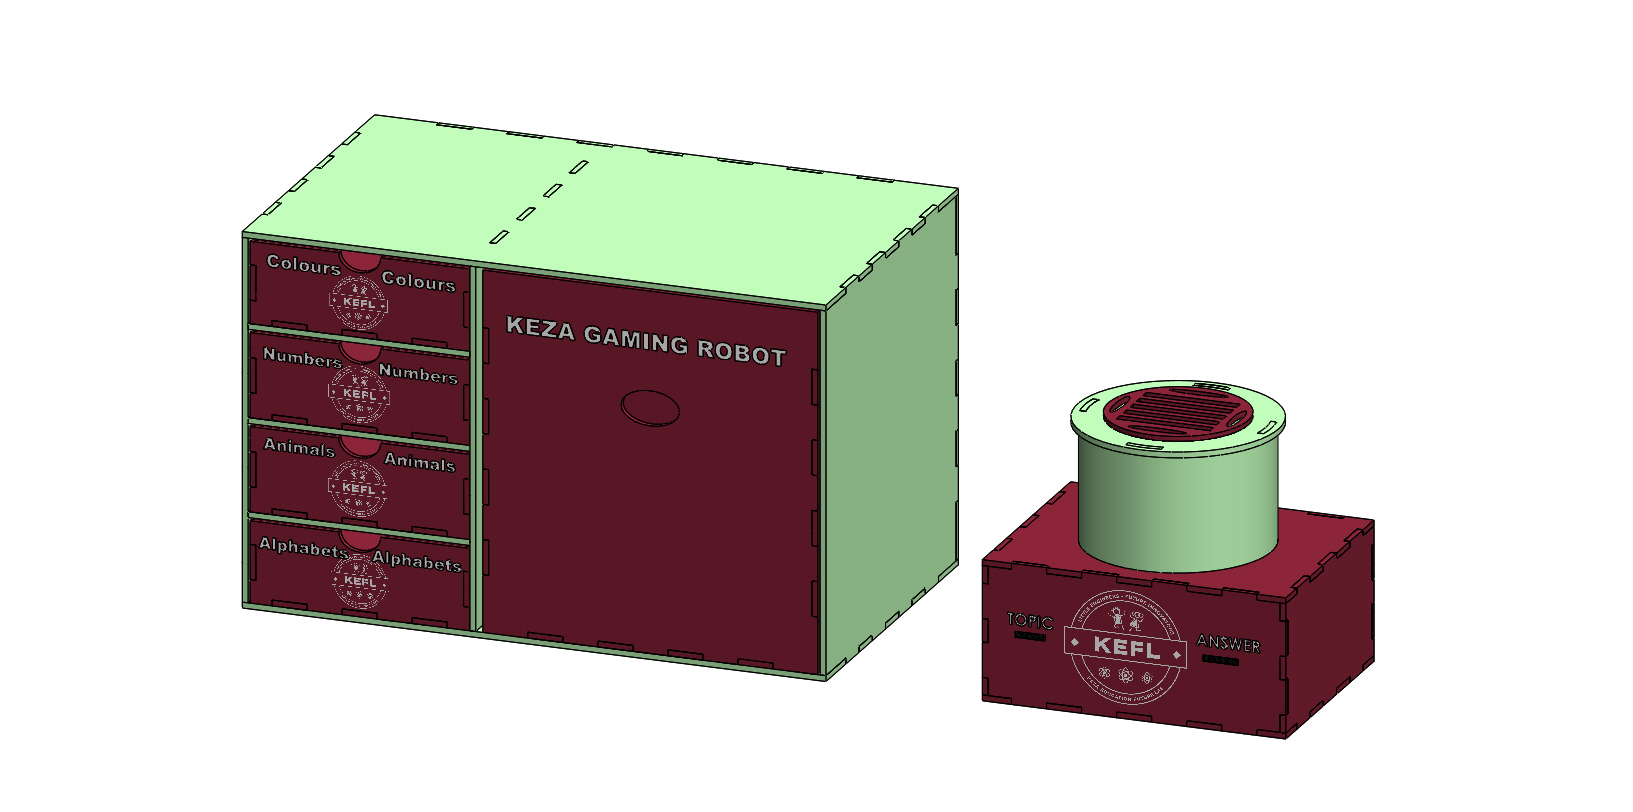 Colours Colours
KEFL
Numbers Numbers
KEFL
Animals Animals
KEFL
Alphabets Alphabets
KEFL
KEZA GAMING ROBOT
TOPIC
ANSWER
KEFL